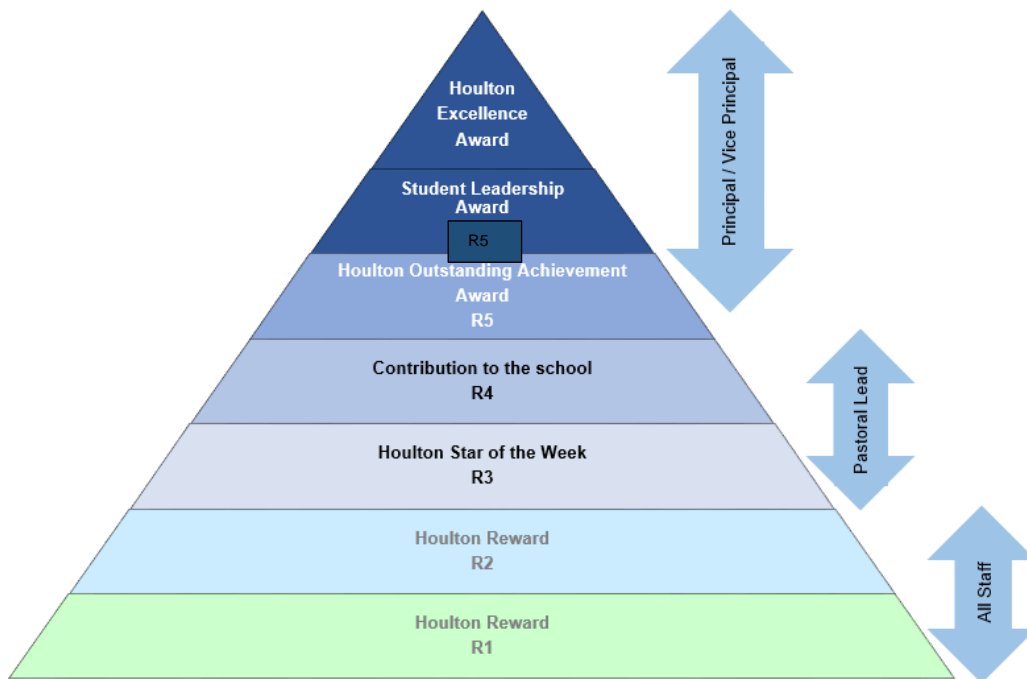 Houlton
Excellence
Award
Student Leadership
Award
R5
Houlton Outstanding Achievement
Award
R5
Contribution to the school
R4
Houlton Star of the Week
R3
Houlton Reward
R2
Houlton Reward
R1
Principal / Vice Principal
Pastoral Lead
All Staff